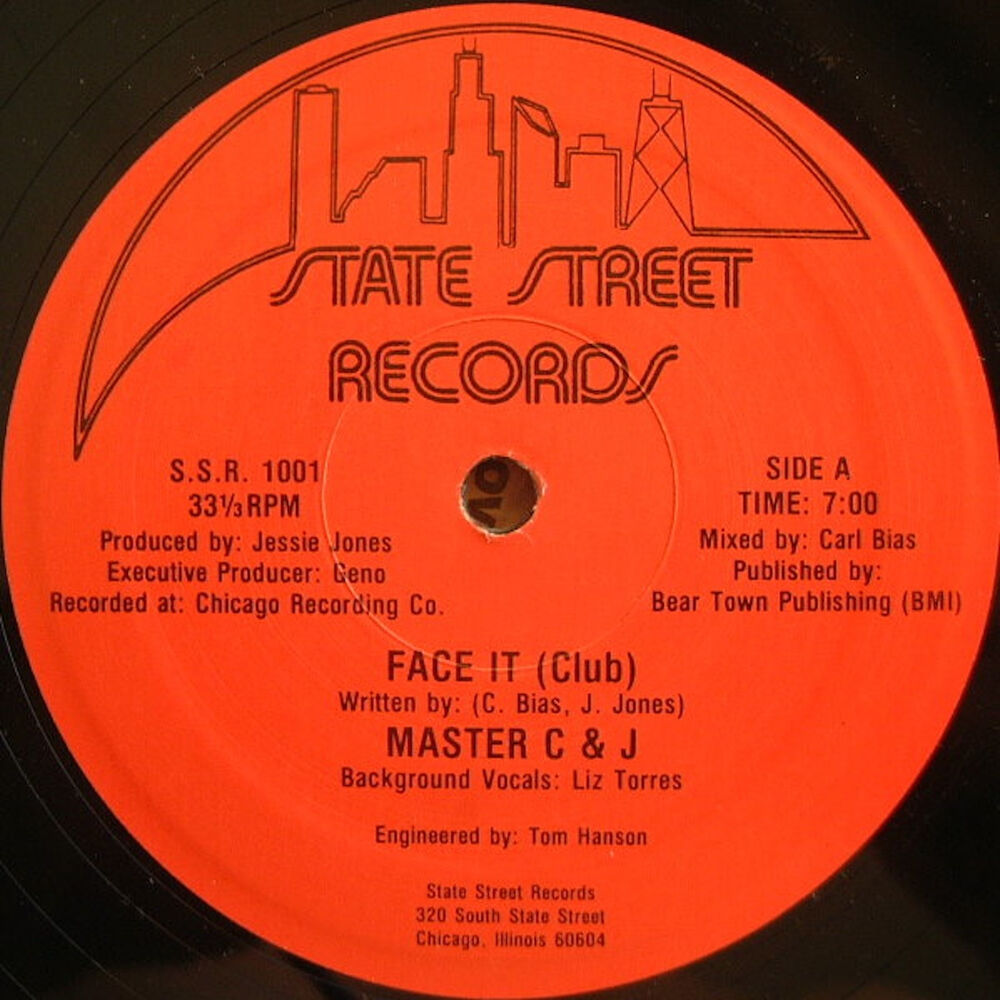 STATE STREET
RECORDS
S.S.R. 1001
33⅓ RPM
Produced by: Jessie Jones
Executive Producer: Geno
Recorded at: Chicago Recording Co.
SIDE A
TIME: 7:00
Mixed by: Carl Bias
Published by:
Bear Town Publishing (BMI)
FACE IT (Club)
Written by: (C. Bias, J. Jones)
MASTER C & J
Background Vocals: Liz Torres
Engineered by: Tom Hanson
State Street Records
320 South State Street
Chicago, Illinois 60604